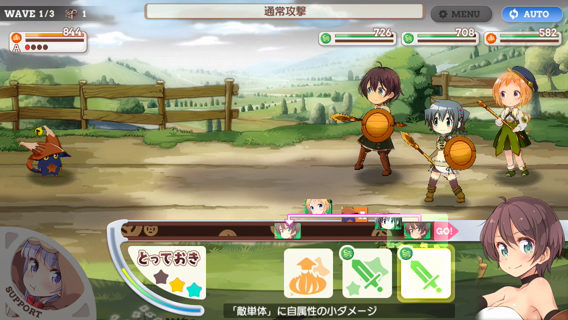 WAVE 1/3
1
通常攻撃
MENU
AUTO
844
A
726
708
582
GO!
とっておき
SUPPORT
「敵単体」に自属性の小ダメージ